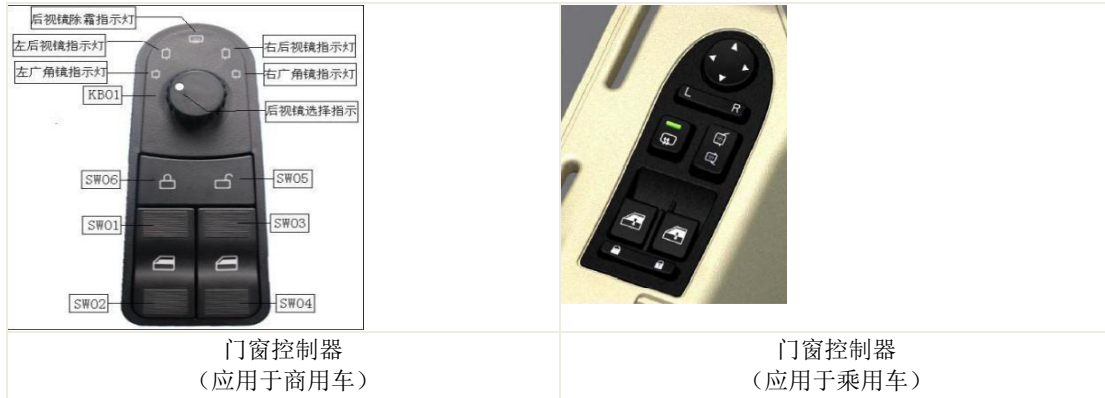 后视镜除霜指示灯
左后视镜指示灯
右后视镜指示灯
左广角镜指示灯
右广角镜指示灯
KB01
后视镜选择指示
SW06
SW05
SW01
SW03
SW02
SW04
L
R
门窗控制器
（应用于商用车）
门窗控制器
（应用于乘用车）